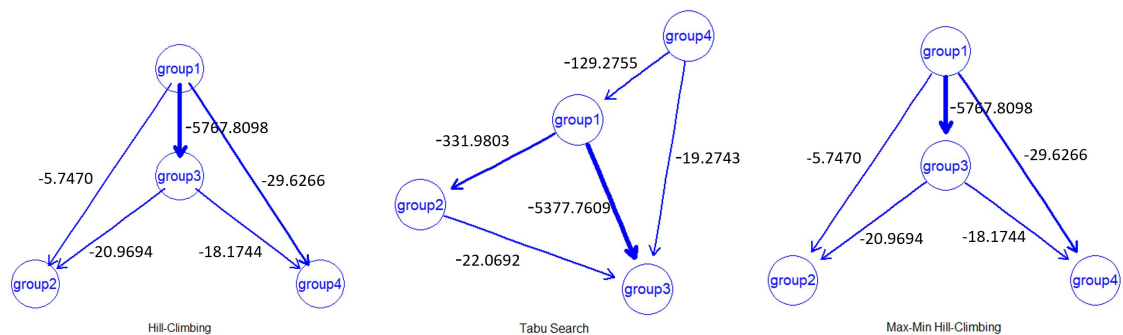 group1
-5767.8098
group3
-5.7470
-29.6266
-20.9694
-18.1744
group2
group4
Hill-Climbing
group4
-129.2755
group1
-331.9803
-19.2743
group2
-5377.7609
-22.0692
group3
Tabu Search
group1
-5767.8098
group3
-5.7470
-29.6266
-20.9694
-18.1744
group2
group4
Max-Min Hill-Climbing